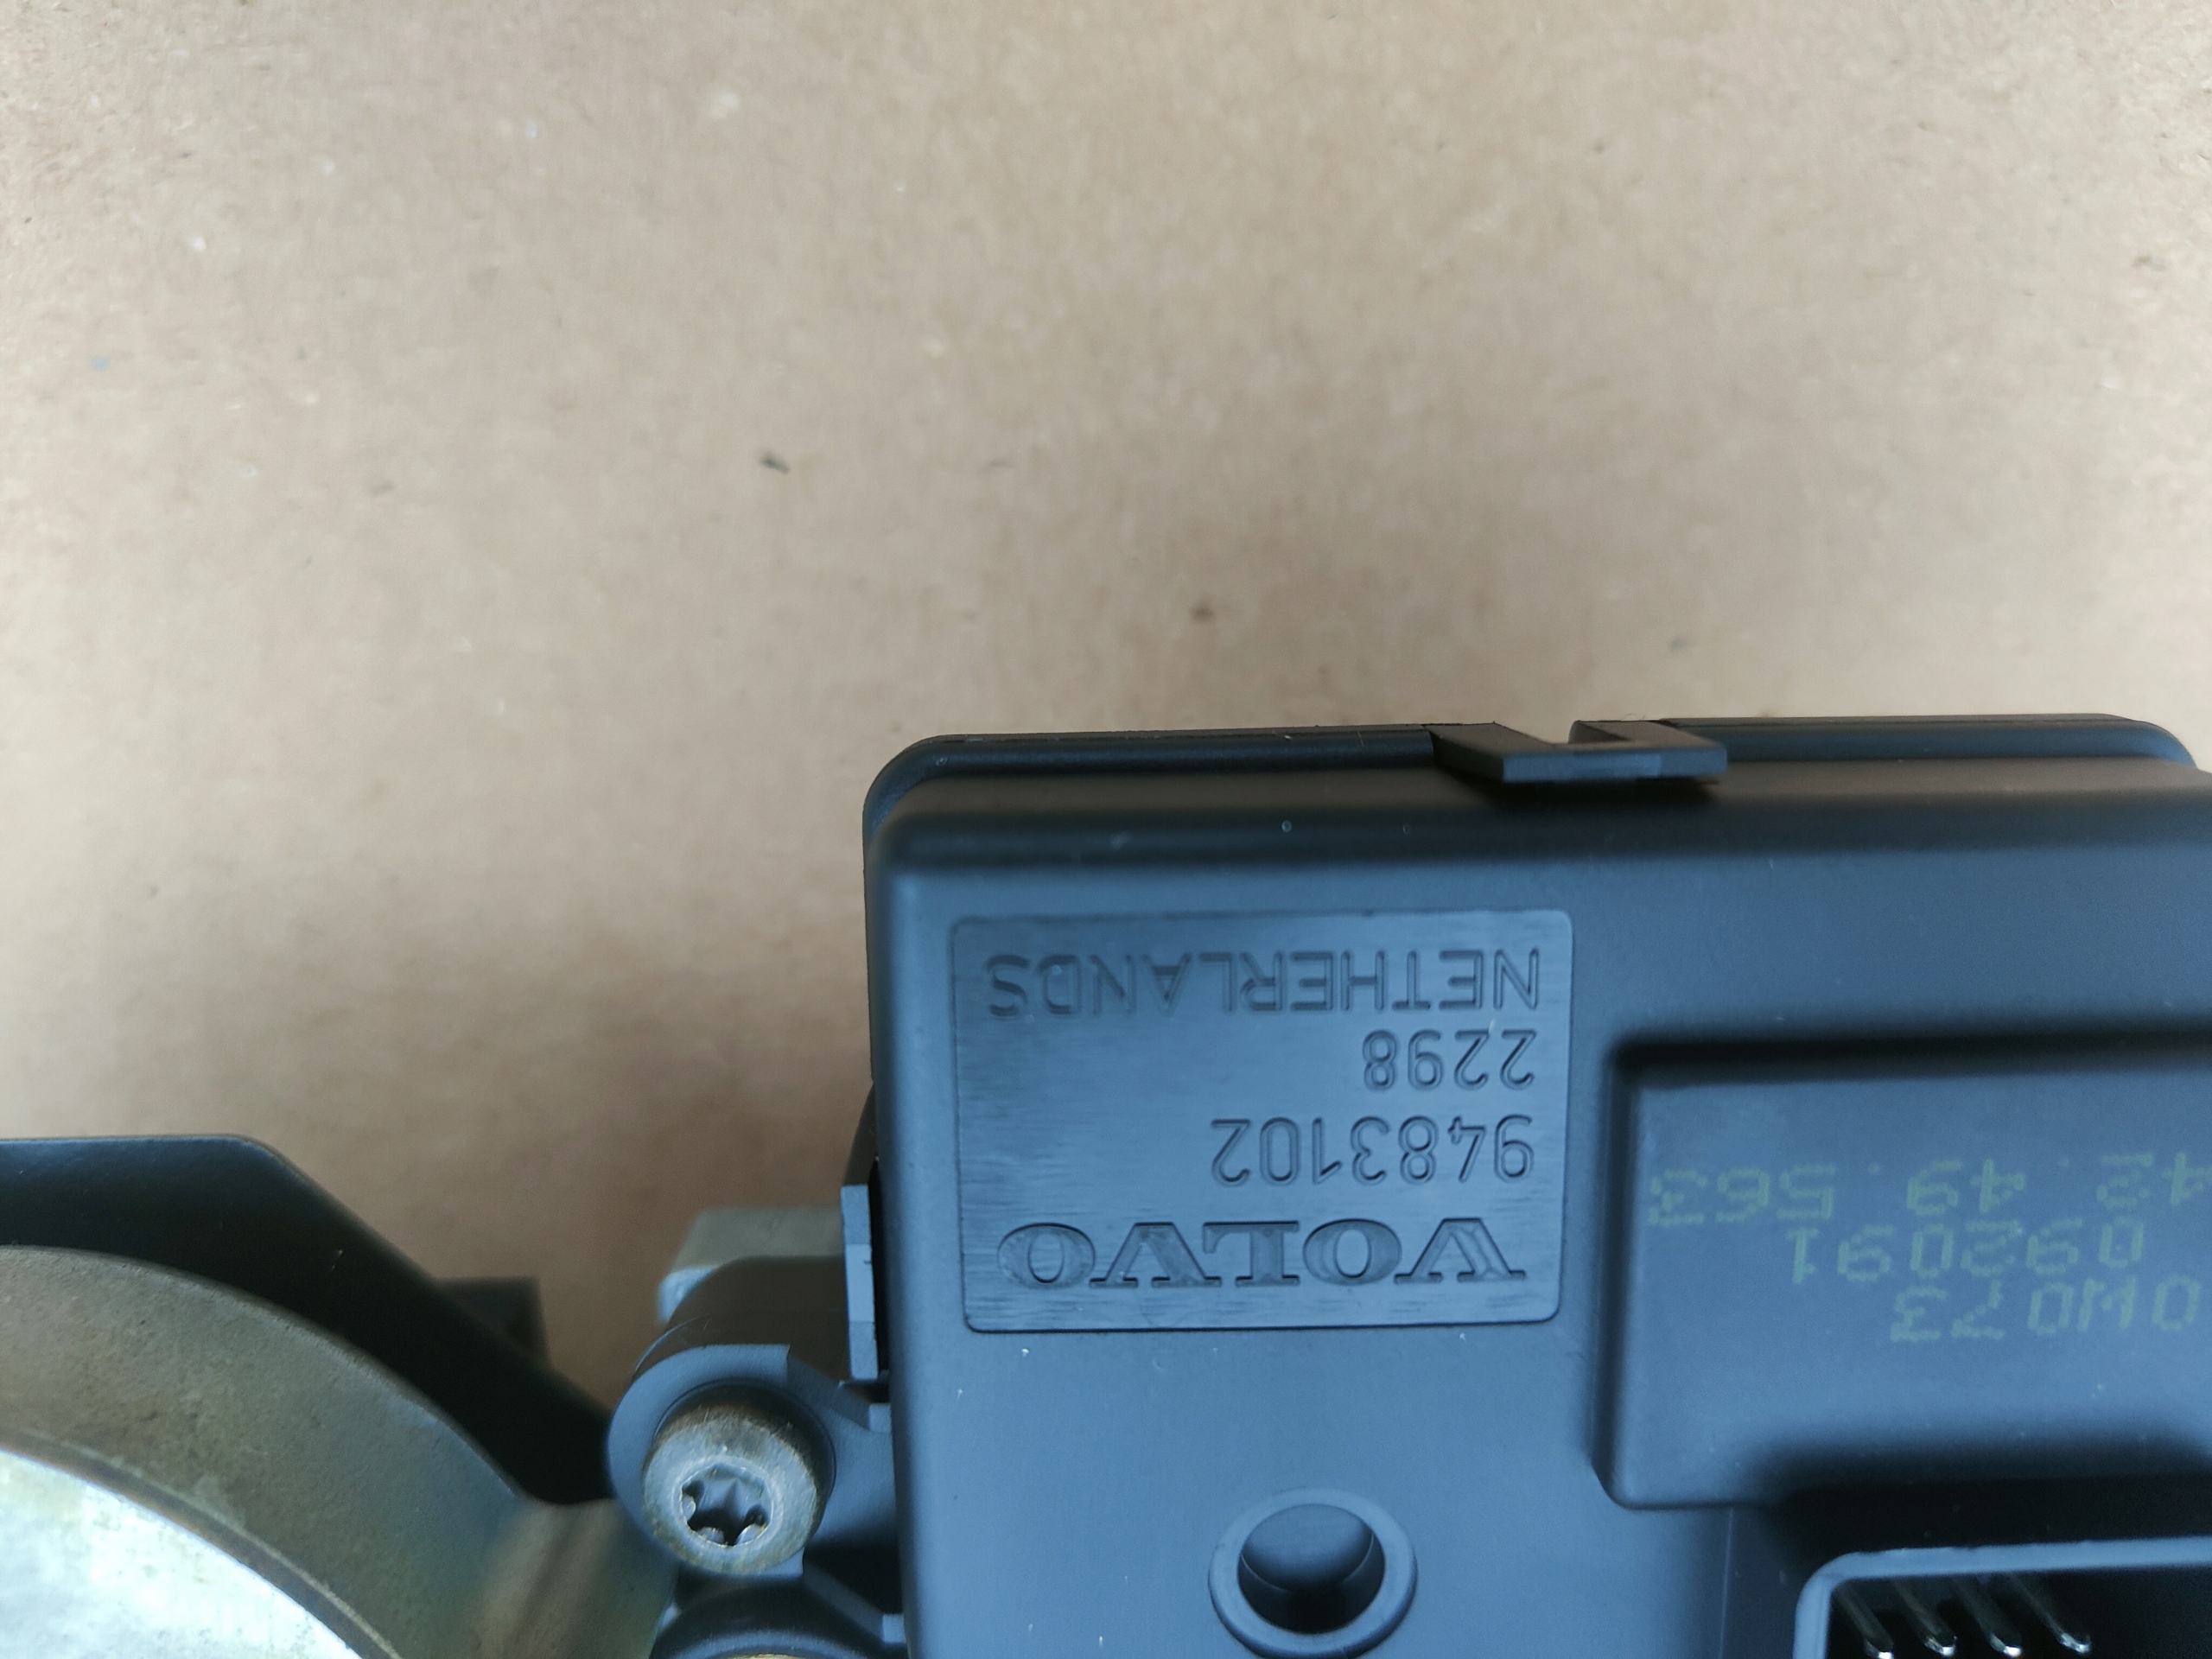 VOLVO
9483102
2298
NETHERLANDS
0M073
092091
42.49.563